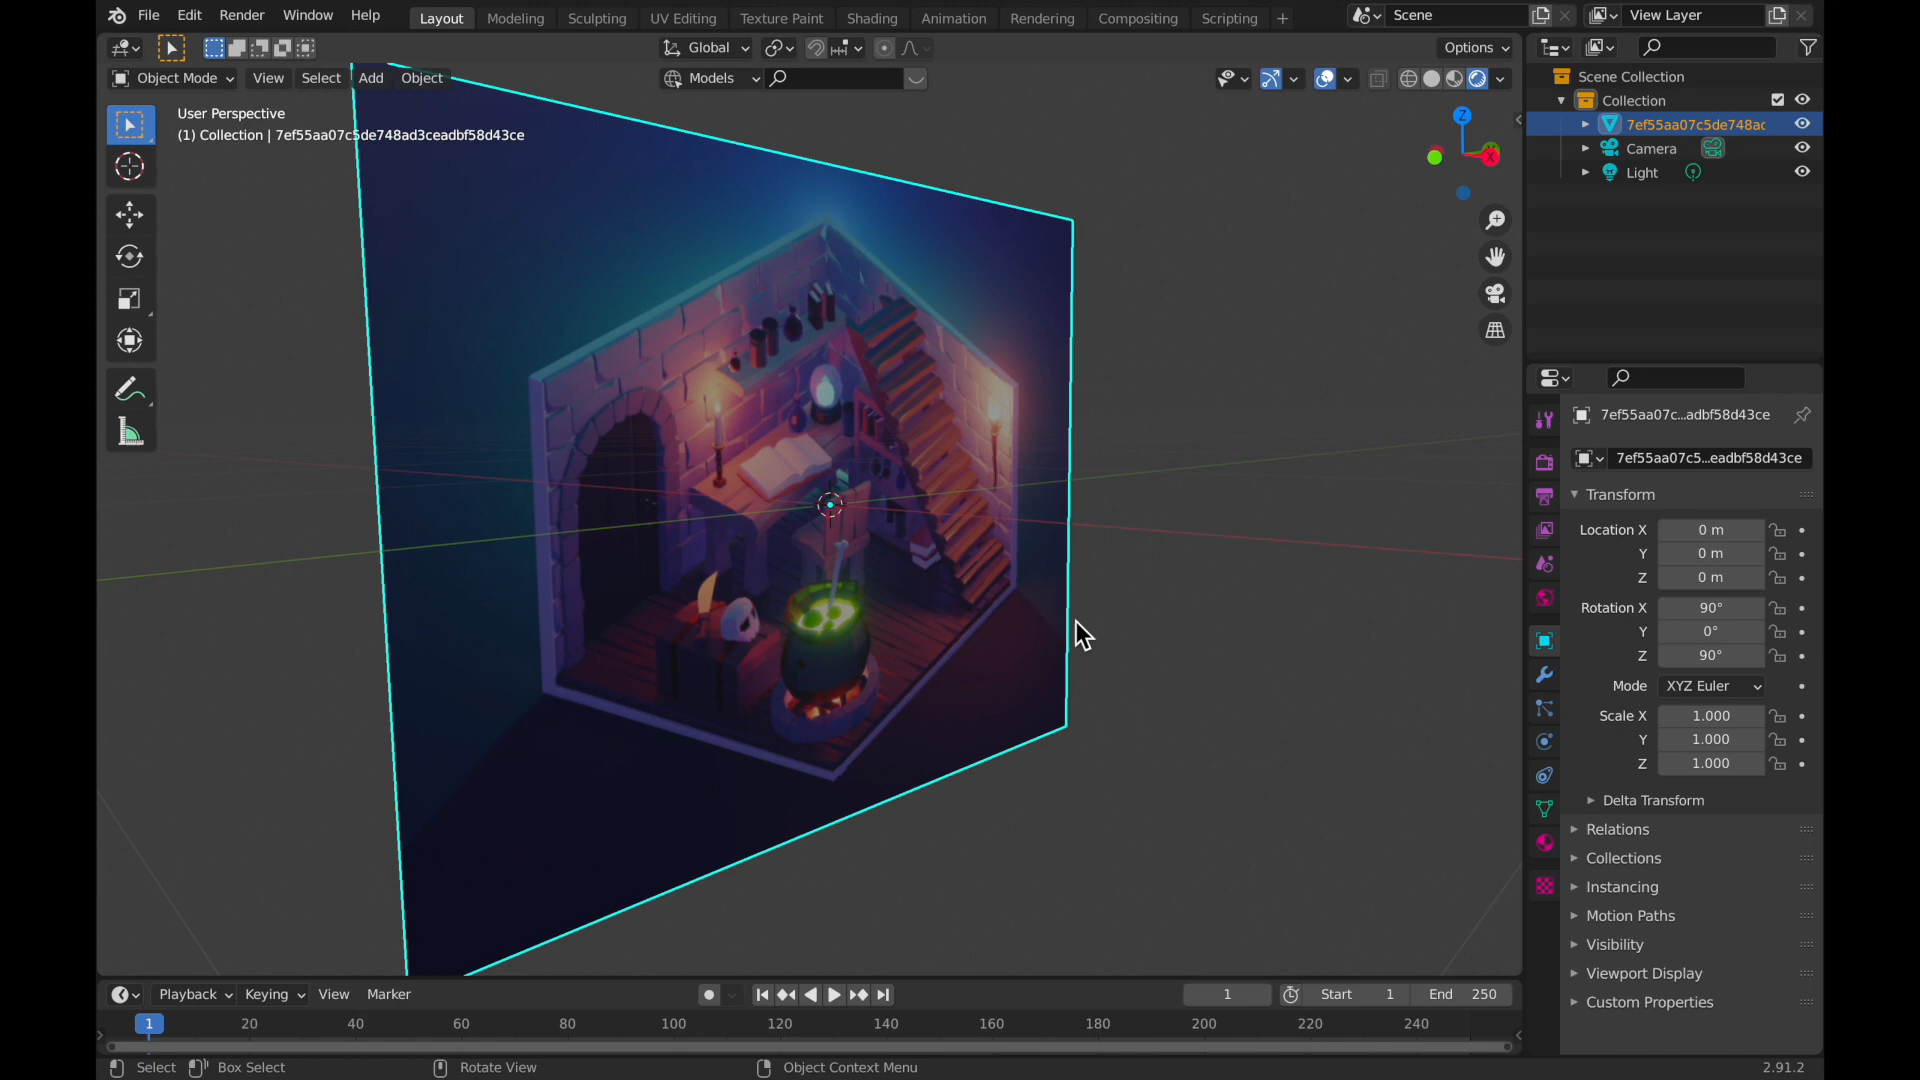 File Edit Render Window Help
Layout Modeling Sculpting UV Editing Texture Paint Shading Animation Rendering Compositing Scripting +
Scene
View Layer
Global
Options
Object Mode View Select Add Object
Models
User Perspective
(1) Collection | 7ef55aa07c5de748ad3ceadbf58d43ce
Z
X
Scene Collection
Collection
7ef55aa07c5de748ac
Camera
Light
7ef55aa07c...adbf58d43ce
7ef55aa07c5...eadbf58d43ce
Transform
Location X 0 m
Y 0 m
Z 0 m
Rotation X 90°
Y 0°
Z 90°
Mode XYZ Euler
Scale X 1.000
Y 1.000
Z 1.000
Delta Transform
Relations
Collections
Instancing
Motion Paths
Visibility
Viewport Display
Custom Properties
Playback Keying View Marker
1
Start 1
End 250
1 20 40 60 80 100 120 140 160 180 200 220 240
Select Box Select Rotate View Object Context Menu
2.91.2